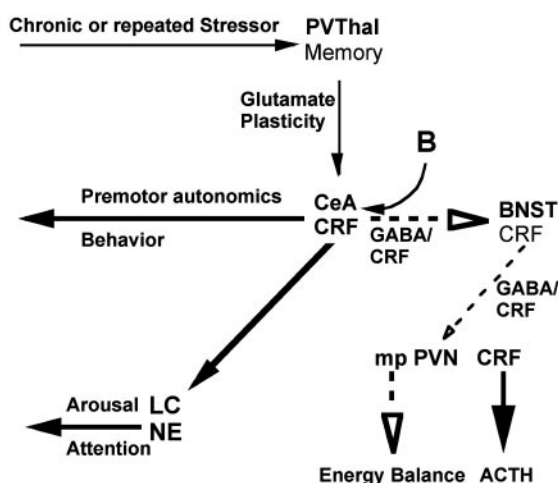 Chronic or repeated Stressor
PVThal
Memory
Glutamate
Plasticity
B
Premotor autonomics
Behavior
CeA
CRF
GABA/
CRF
BNST
CRF
GABA/
CRF
mp PVN CRF
Arousal
Attention
LC
NE
Energy Balance ACTH